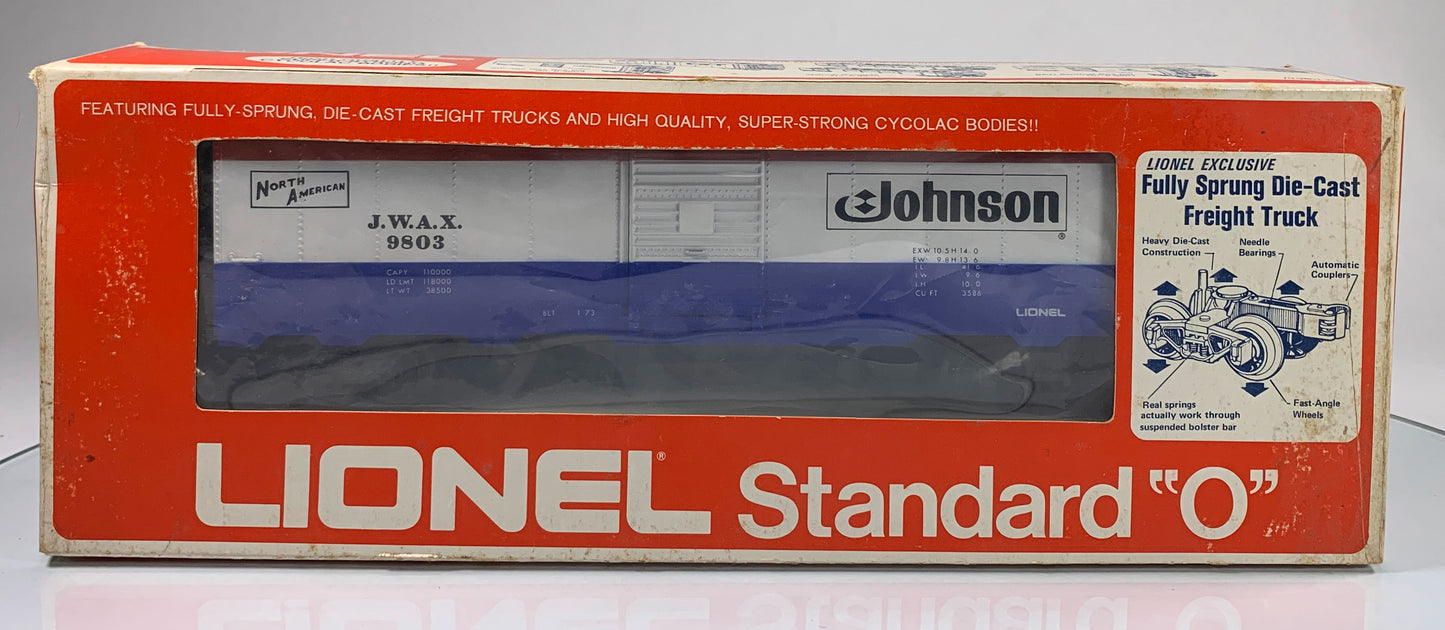 FEATURING FULLY-SPRUNG, DIE-CAST FREIGHT TRUCKS AND HIGH QUALITY, SUPER-STRONG CYCOLAC BODIES!!
NORTH
AMERICAN
J.W.A.X.
9803
CAPY 110000
LD LMT 118000
LT WT 38500
BLT 1 73
Johnson
®
EXW 10.5 H 14.0
EW 9.8 H 13.6
I L 41.6
I W 9.6
I H 10.0
CU FT 3586
LIONEL
LIONEL EXCLUSIVE
Fully Sprung Die-Cast
Freight Truck
Heavy Die-Cast
Construction
Needle
Bearings
Automatic
Couplers
Real springs
actually work through
suspended bolster bar
Fast-Angle
Wheels
LIONEL® Standard “O”